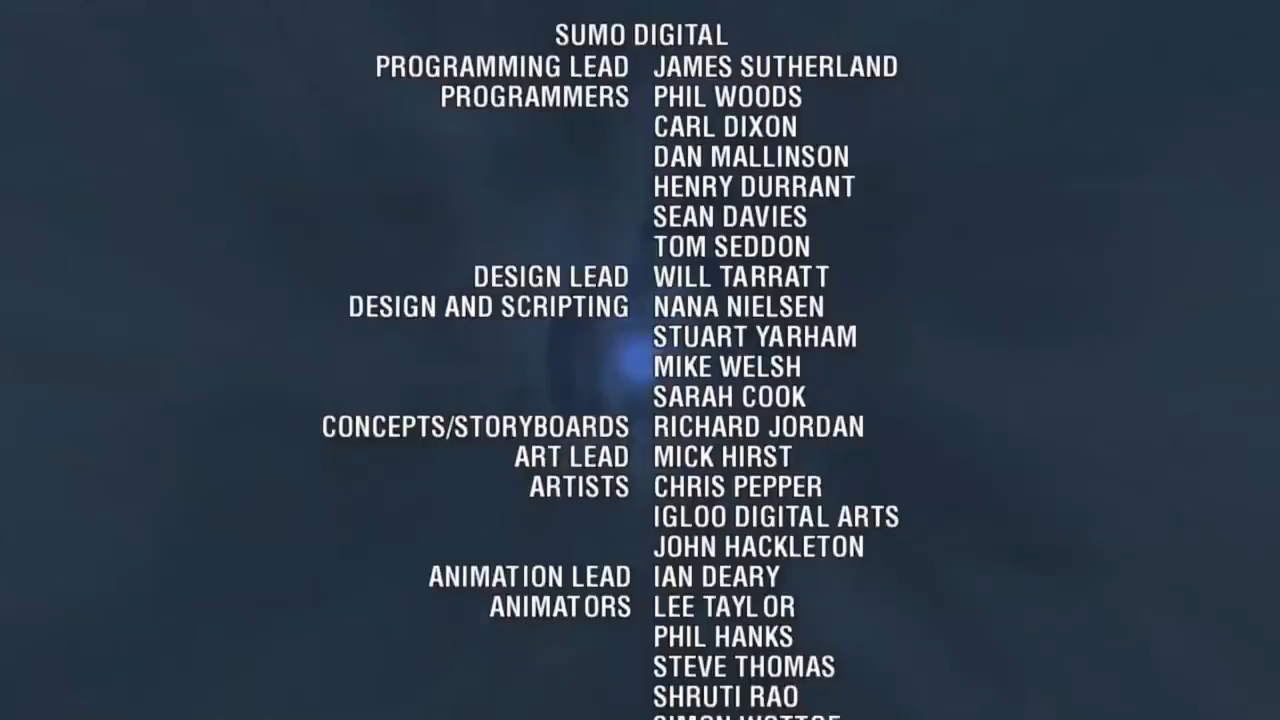 SUMO DIGITAL
PROGRAMMING LEAD JAMES SUTHERLAND
PROGRAMMERS PHIL WOODS
CARL DIXON
DAN MALLINSON
HENRY DURRANT
SEAN DAVIES
TOM SEDDON
DESIGN LEAD WILL TARRATT
DESIGN AND SCRIPTING NANA NIELSEN
STUART YARHAM
MIKE WELSH
SARAH COOK
CONCEPTS/STORYBOARDS RICHARD JORDAN
ART LEAD MICK HIRST
ARTISTS CHRIS PEPPER
IGLOO DIGITAL ARTS
JOHN HACKLETON
ANIMATION LEAD IAN DEARY
ANIMATORS LEE TAYLOR
PHIL HANKS
STEVE THOMAS
SHRUTI RAO
SIMON